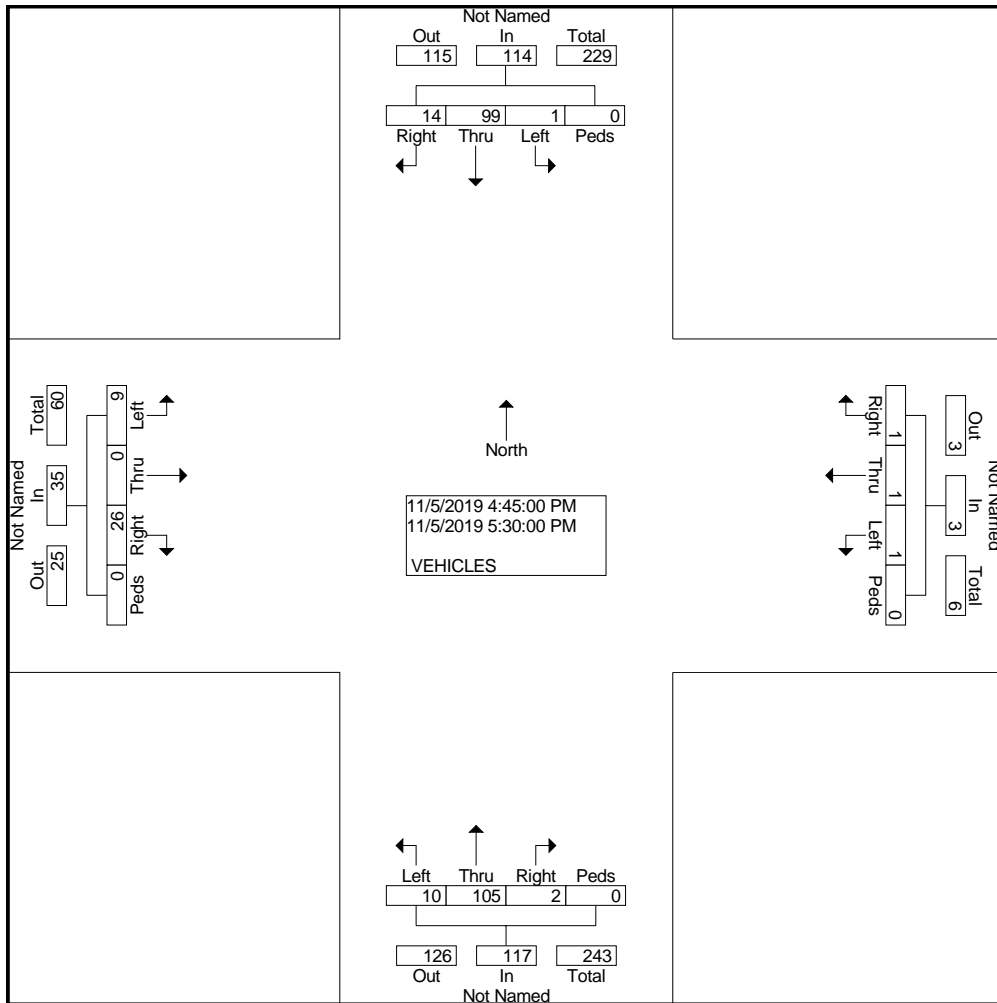 Not Named
Out In Total
115 114 229
14 99 1 0
Right Thru Left Peds
Not Named
Total In Out
60 35 25
9 0 26 0
Left Thru Right Peds
North
11/5/2019 4:45:00 PM
11/5/2019 5:30:00 PM
VEHICLES
Right Thru Left Peds
1 1 1 0
Out In Total
3 3 6
Not Named
Left Thru Right Peds
10 105 2 0
126 117 243
Out In Total
Not Named